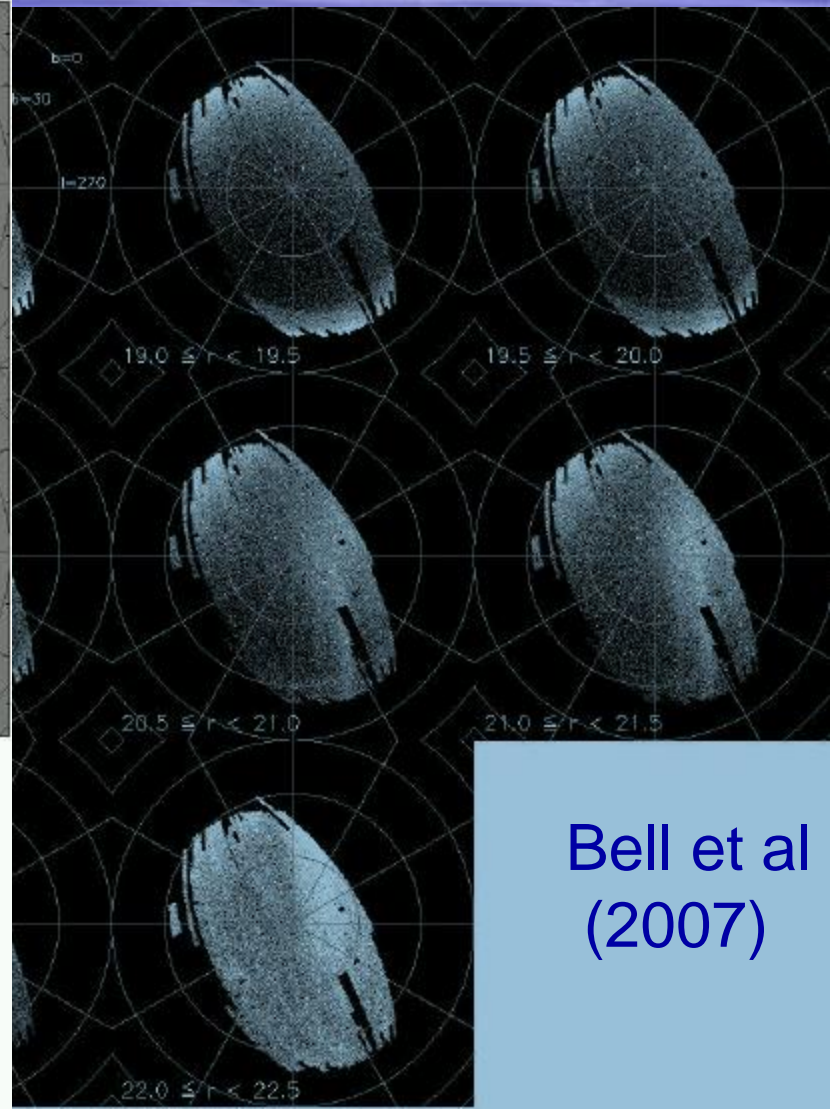 b=0
b=30
l=270
19.0 ≤ r < 19.5
19.5 ≤ r < 20.0
20.5 ≤ r < 21.0
21.0 ≤ r < 21.5
22.0 ≤ r < 22.5
Bell et al
(2007)